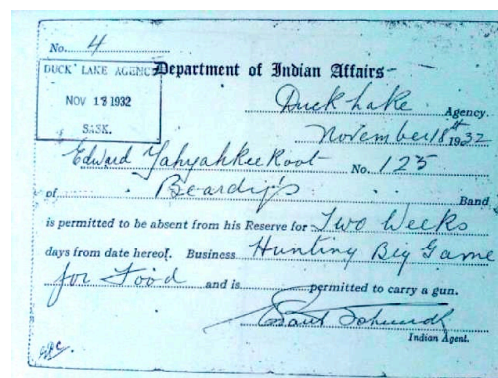 No. 4
DUCK LAKE AGENCY
Department of Indian Affairs
NOV 18 1932
SASK.
Duck Lake Agency.
November 18th 1932
Edward Yahyahkeekoot No. 125
of Beardy's Band
is permitted to be absent from his Reserve for Two Weeks
days from date hereof. Business Hunting Big Game
for Food and is permitted to carry a gun.
Indian Agent.